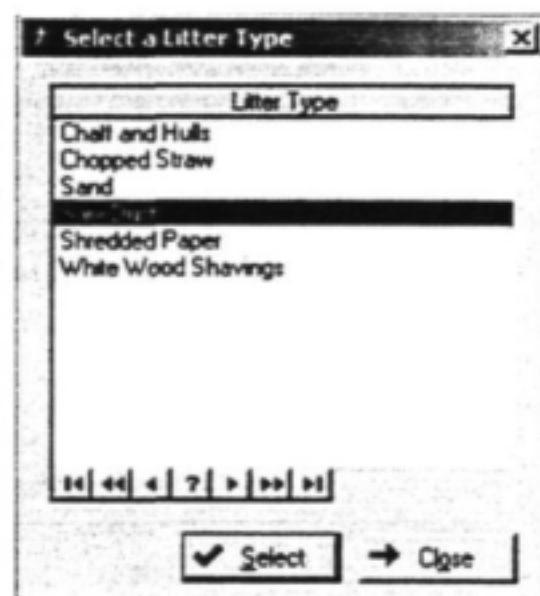 Select a Litter Type
Litter Type
Chaff and Hulls
Chopped Straw
Sand
Shredded Paper
White Wood Shavings
?
Select
Close